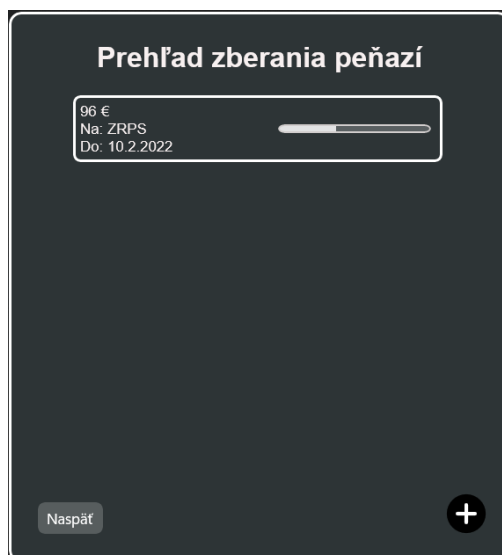 Prehľad zberania peňazí
96 €
Na: ZRPS
Do: 10.2.2022
Naspäť